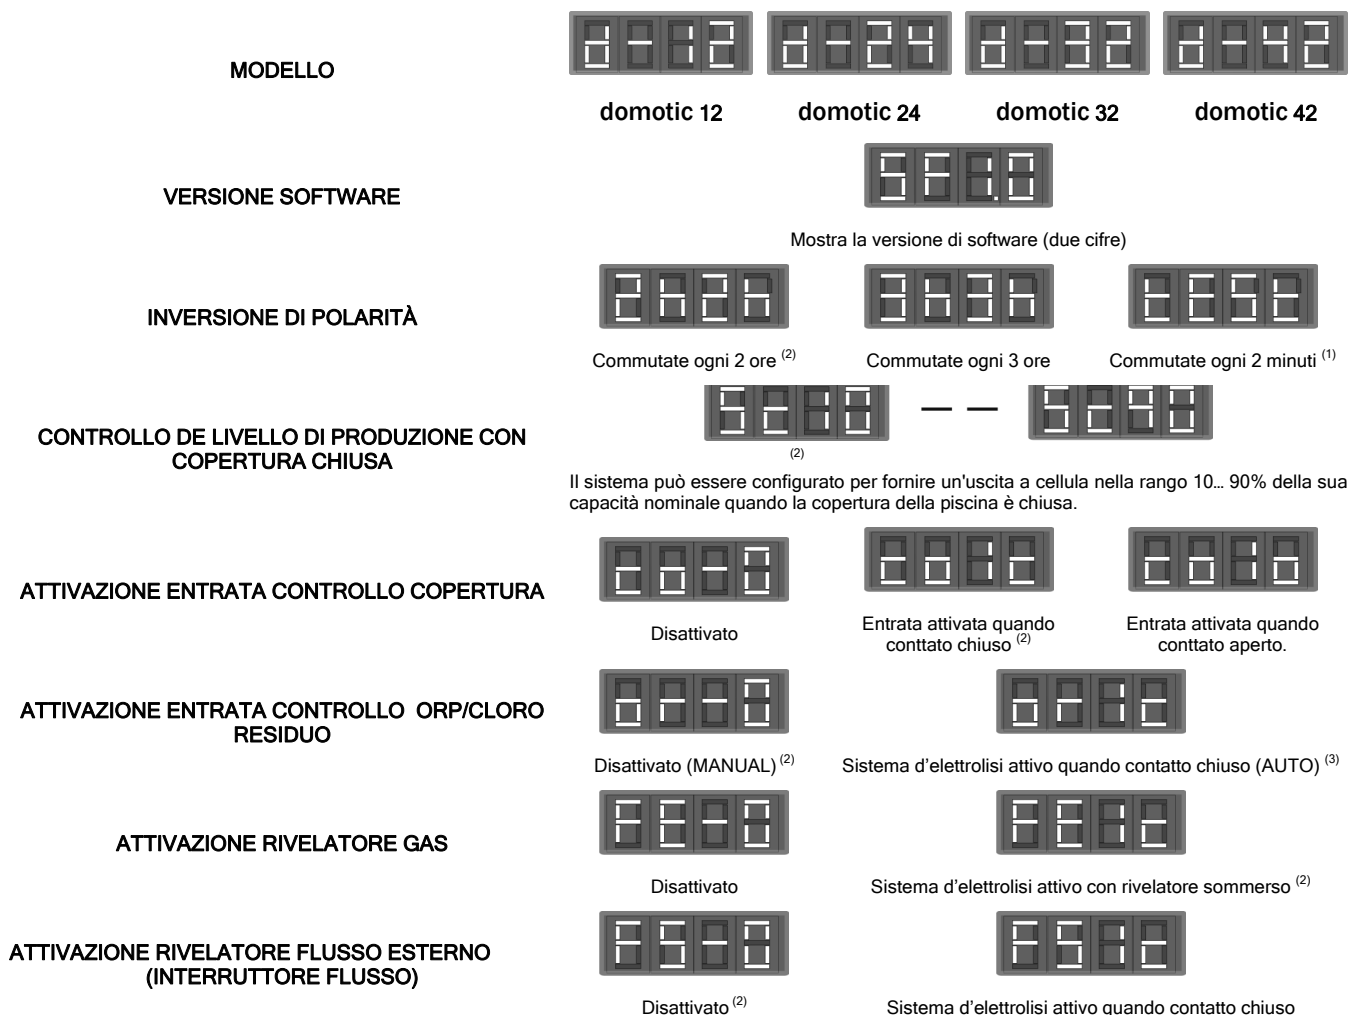 MODELLO
d-12 d-24 d-32 d-42
domotic 12 domotic 24 domotic 32 domotic 42
VERSIONE SOFTWARE
Mostra la versione di software (due cifre)
INVERSIONE DI POLARITÀ
Commutate ogni 2 ore (2) Commutate ogni 3 ore Commutate ogni 2 minuti (1)
CONTROLLO DE LIVELLO DI PRODUZIONE CON
COPERTURA CHIUSA
(2)
Il sistema può essere configurato per fornire un'uscita a cellula nella rango 10... 90% della sua
capacità nominale quando la copertura della piscina è chiusa.
ATTIVAZIONE ENTRATA CONTROLLO COPERTURA
Disattivato
Entrata attivata quando
conttato chiuso (2)
Entrata attivata quando
conttato aperto.
ATTIVAZIONE ENTRATA CONTROLLO ORP/CLORO
RESIDUO
Disattivato (MANUAL) (2) Sistema d'elettrolisi attivo quando contatto chiuso (AUTO) (3)
ATTIVAZIONE RIVELATORE GAS
Disattivato Sistema d'elettrolisi attivo con rivelatore sommerso (2)
ATTIVAZIONE RIVELATORE FLUSSO ESTERNO
(INTERRUTTORE FLUSSO)
Disattivato (2) Sistema d'elettrolisi attivo quando contatto chiuso